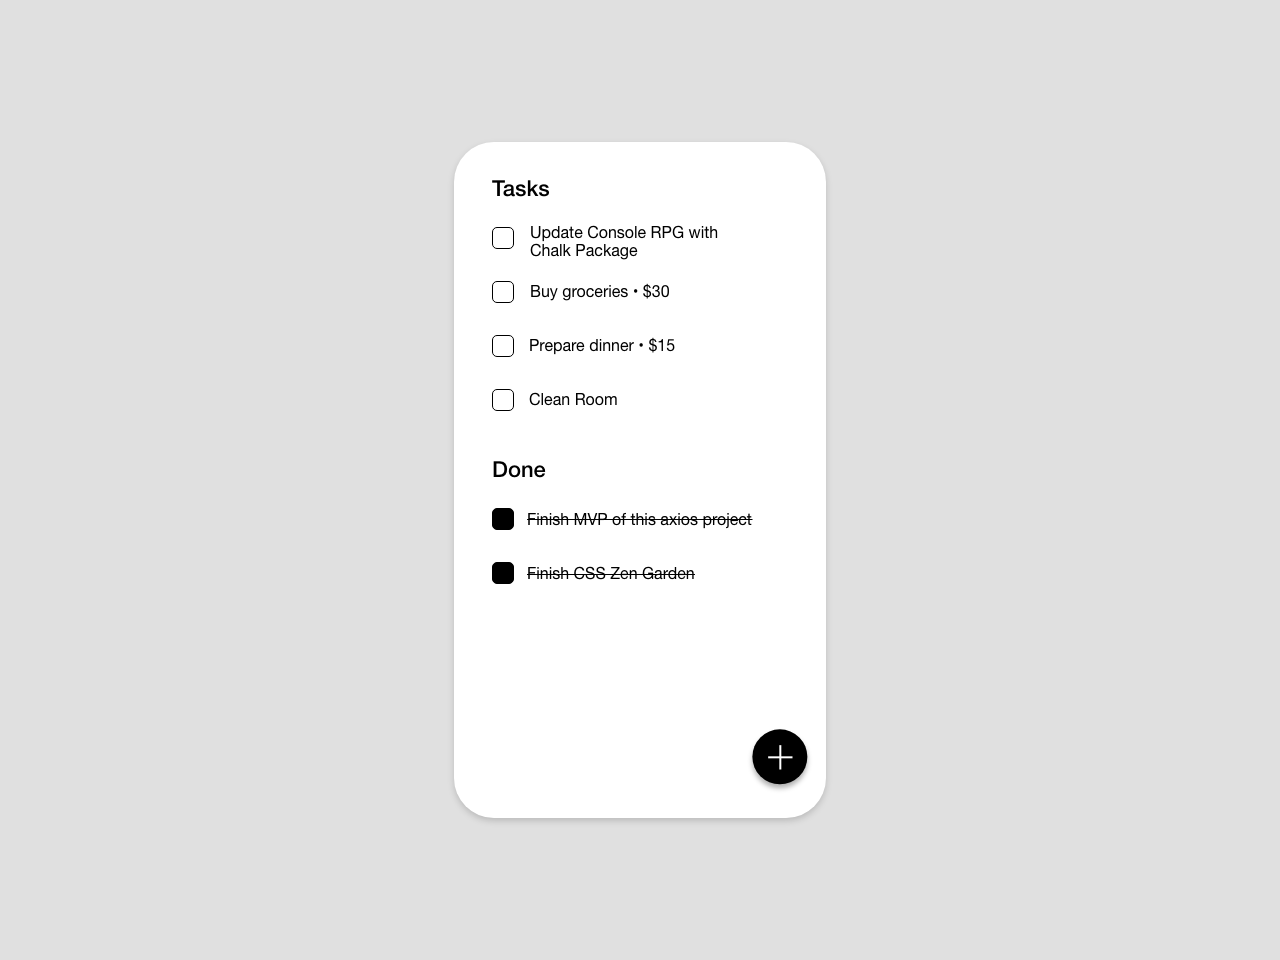 Tasks
Update Console RPG with
Chalk Package
Buy groceries • $30
Prepare dinner • $15
Clean Room
Done
Finish MVP of this axios project
Finish CSS Zen Garden